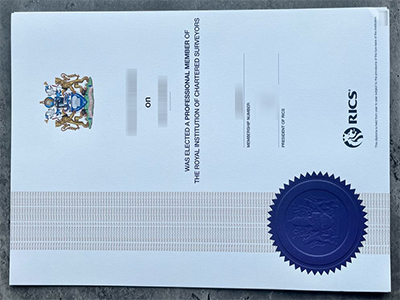 on
WAS ELECTED A PROFESSIONAL MEMBER OF
THE ROYAL INSTITUTION OF CHARTERED SURVEYORS
MEMBERSHIP NUMBER
PRESIDENT OF RICS
RICS